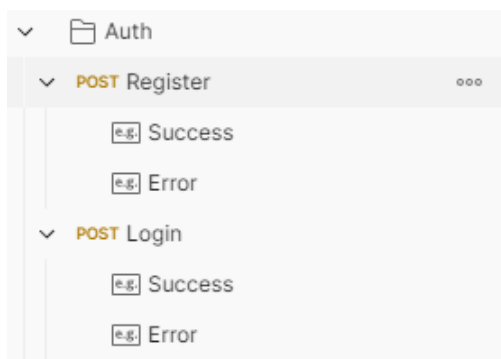 Auth
POST Register
e.g. Success
e.g. Error
POST Login
e.g. Success
e.g. Error